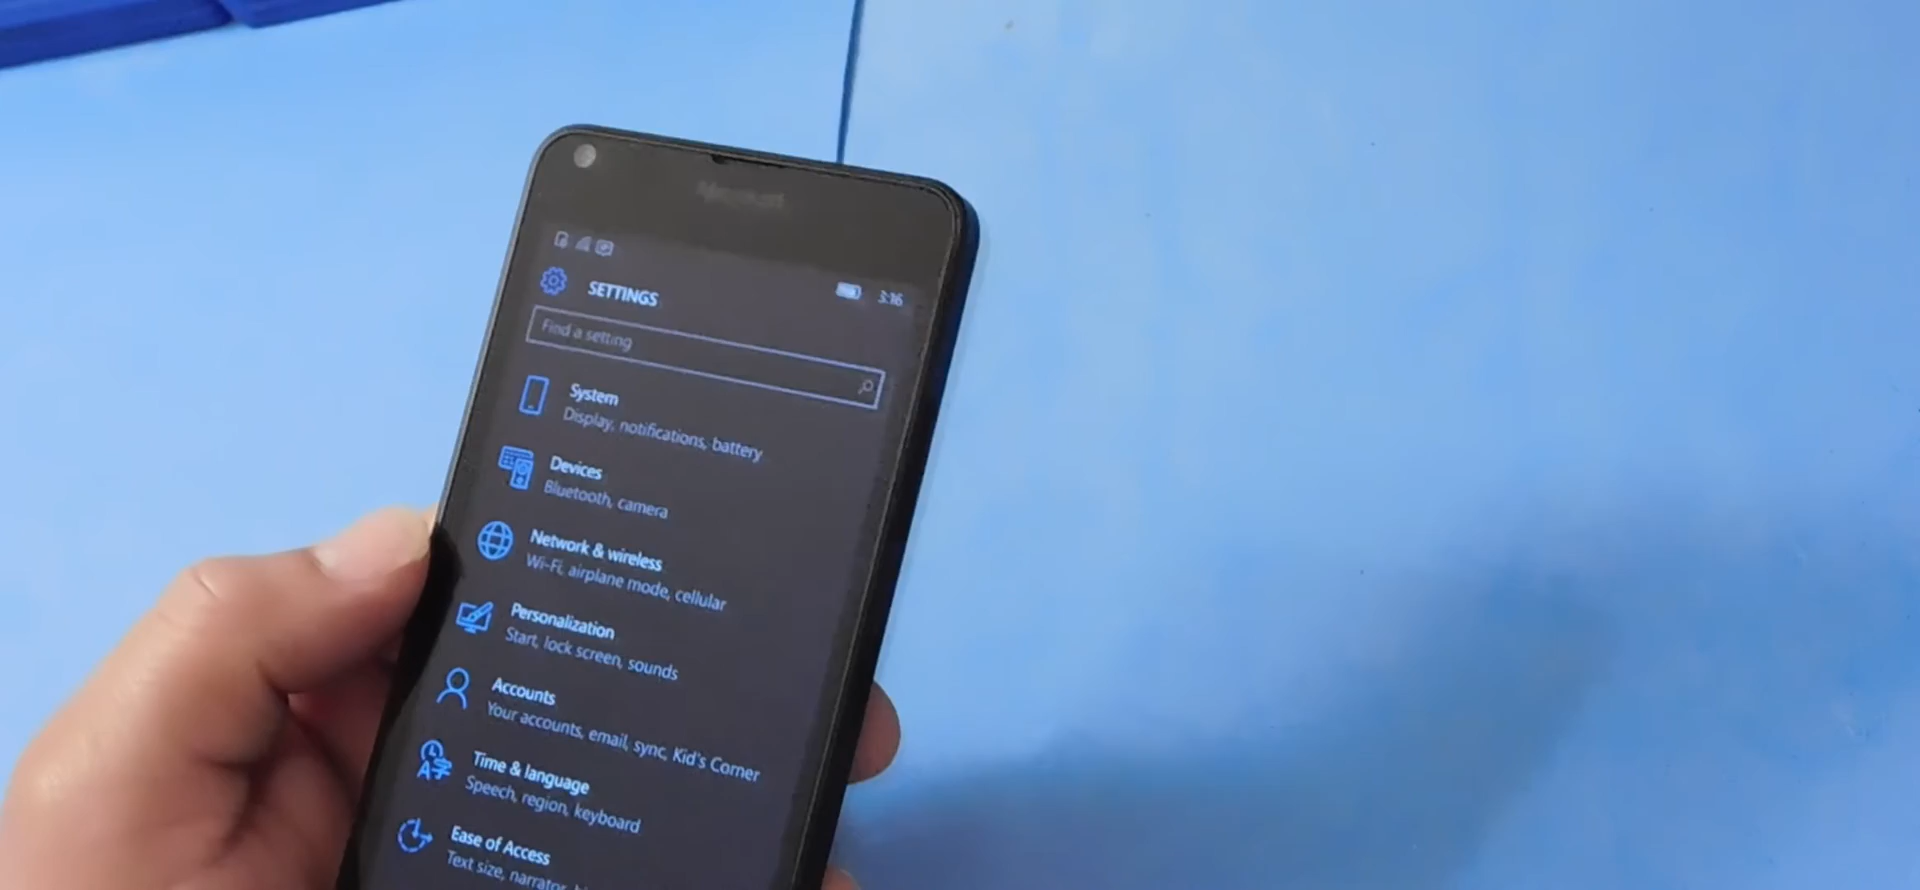 Microsoft
3:16
SETTINGS
Find a setting
System
Display, notifications, battery
Devices
Bluetooth, camera
Network & wireless
Wi-Fi, airplane mode, cellular
Personalization
Start, lock screen, sounds
Accounts
Your accounts, email, sync, Kid's Corner
Time & language
Speech, region, keyboard
Ease of Access
Text size, narrator,